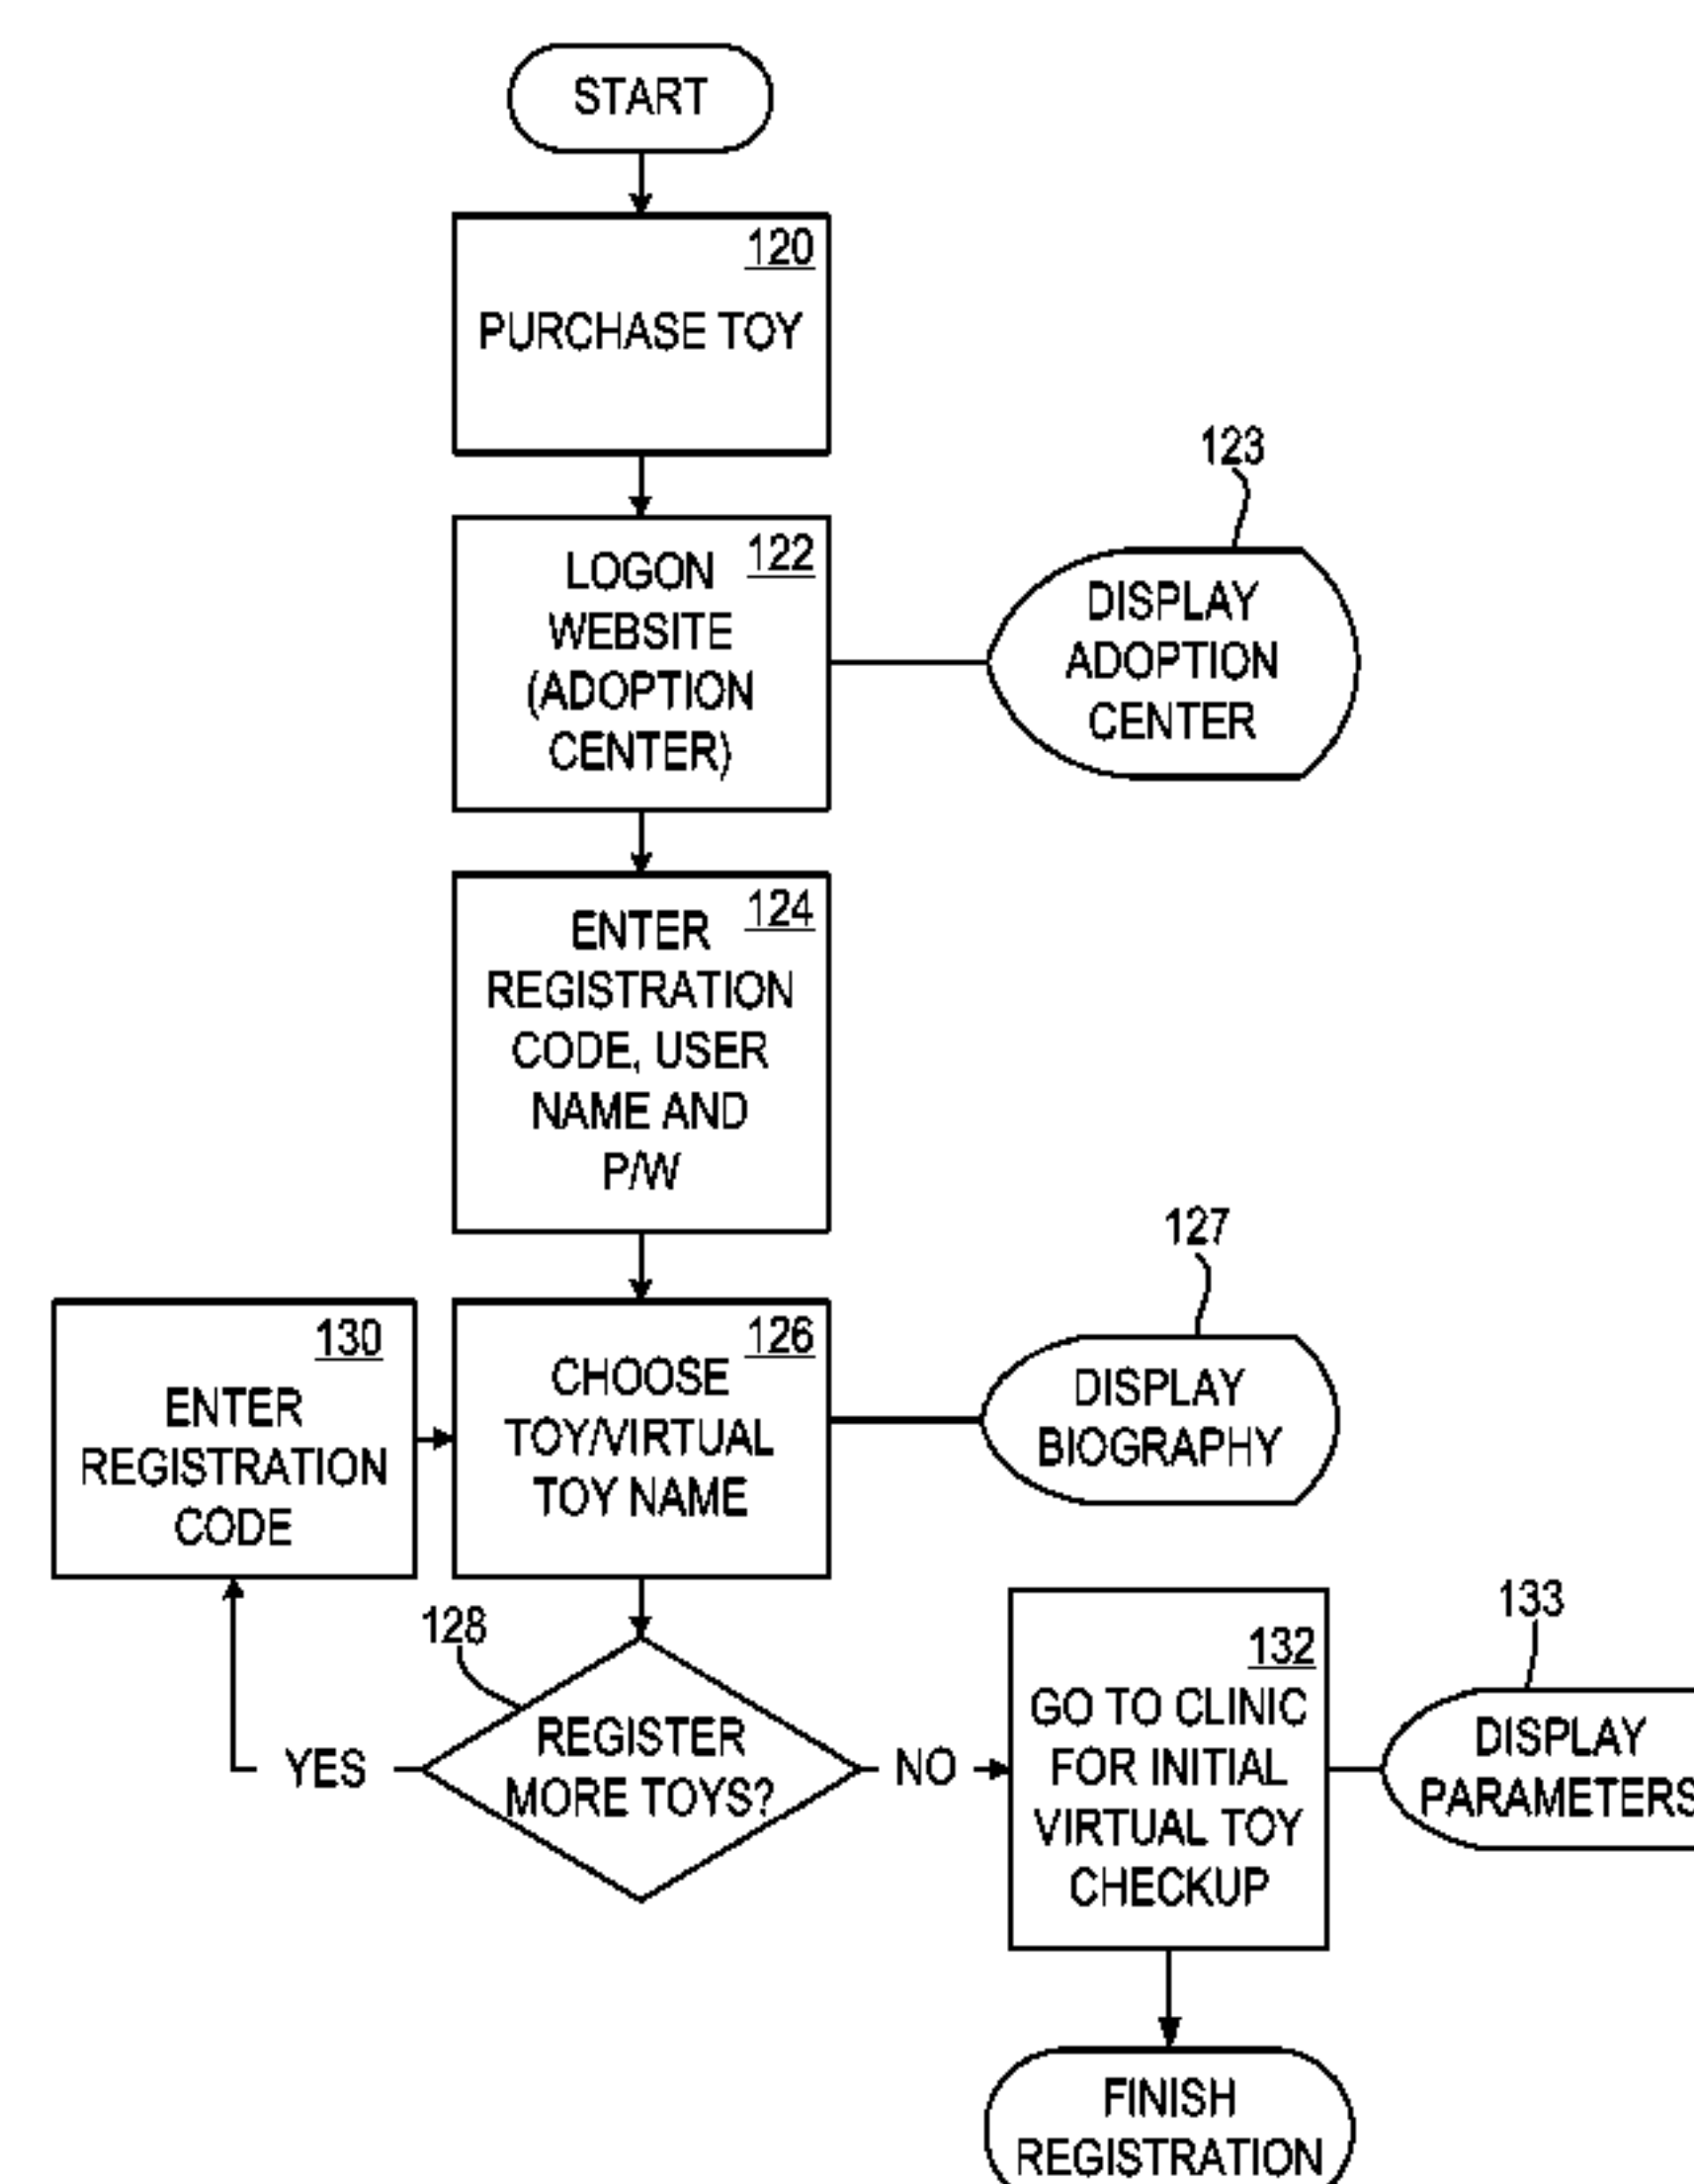 START
120
PURCHASE TOY
123
122
LOGON
WEBSITE
(ADOPTION
CENTER)
DISPLAY
ADOPTION
CENTER
124
ENTER
REGISTRATION
CODE, USER
NAME AND
P/W
127
130
ENTER
REGISTRATION
CODE
126
CHOOSE
TOY/VIRTUAL
TOY NAME
DISPLAY
BIOGRAPHY
128
REGISTER
MORE TOYS?
YES
NO
132
GO TO CLINIC
FOR INITIAL
VIRTUAL TOY
CHECKUP
133
DISPLAY
PARAMETERS
FINISH
REGISTRATION